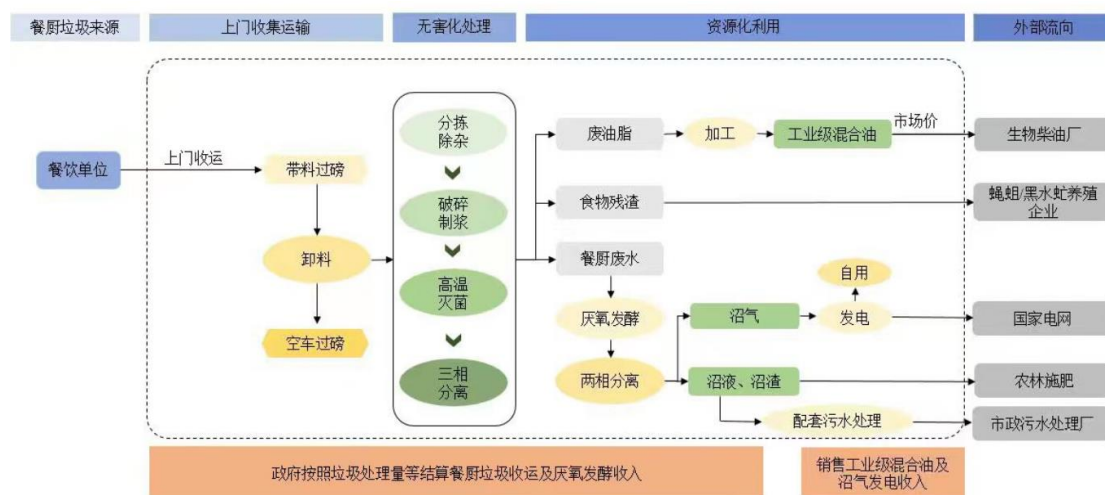 餐厨垃圾来源
上门收集运输
无害化处理
资源化利用
外部流向
餐饮单位
上门收运
带料过磅
卸料
空车过磅
分拣
除杂
破碎
制浆
高温
灭菌
三相
分离
废油脂
加工
工业级混合油
市场价
生物柴油厂
食物残渣
蝇蛆/黑水虻养殖
企业
餐厨废水
厌氧发酵
两相分离
沼气
发电
自用
国家电网
沼液、沼渣
农林施肥
配套污水处理
市政污水处理厂
政府按照垃圾处理量等结算餐厨垃圾收运及厌氧发酵收入
销售工业级混合油及
沼气发电收入